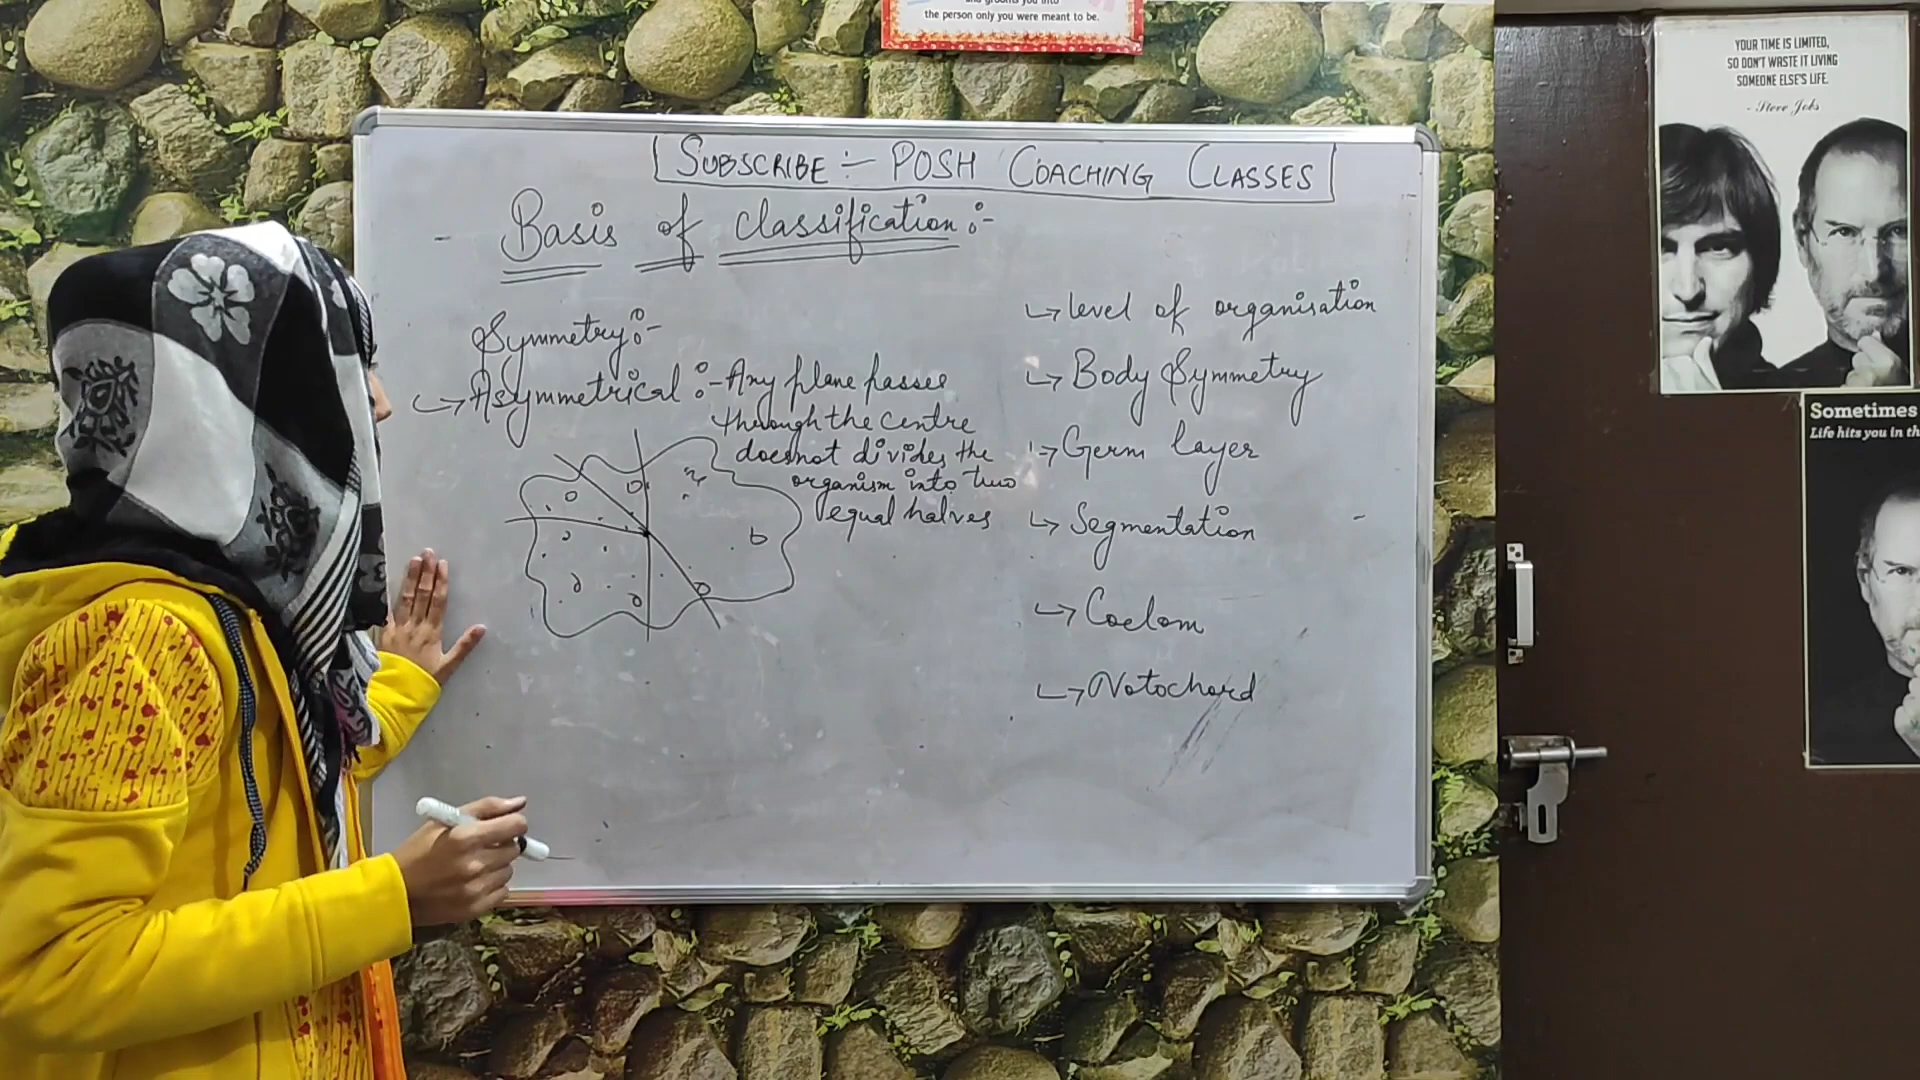 the person only you were meant to be.
SUBSCRIBE :- POSH COACHING CLASSES
- Basis of classification :-
Symmetry :-
↳ Asymmetrical :- Any plane passes
through the centre
doesnot divides the
organism into two
equal halves
↳ level of organisation
↳ Body Symmetry
↳ Germ layer
↳ Segmentation
↳ Coelom
↳ Notochord
YOUR TIME IS LIMITED,
SO DON'T WASTE IT LIVING
SOMEONE ELSE'S LIFE.
- Steve Jobs
Sometimes
Life hits you in th